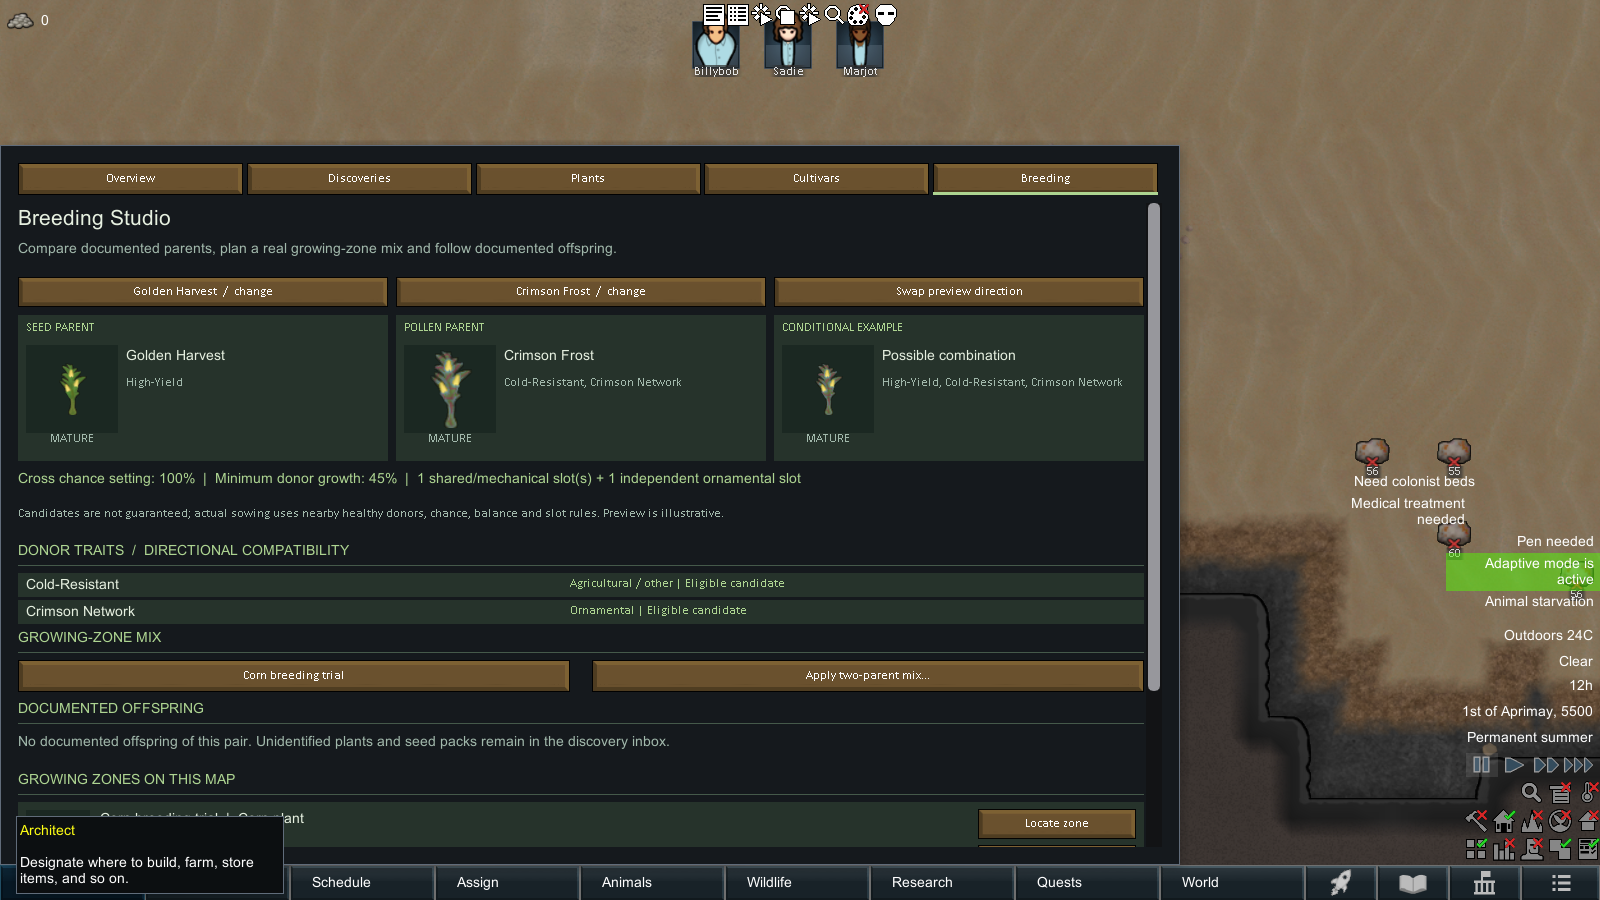 0
Billybob
Sadie
Marjot
Overview
Discoveries
Plants
Cultivars
Breeding
Breeding Studio
Compare documented parents, plan a real growing-zone mix and follow documented offspring.
Golden Harvest / change
Crimson Frost / change
Swap preview direction
SEED PARENT
Golden Harvest
High-Yield
MATURE
POLLEN PARENT
Crimson Frost
Cold-Resistant, Crimson Network
MATURE
CONDITIONAL EXAMPLE
Possible combination
High-Yield, Cold-Resistant, Crimson Network
MATURE
Cross chance setting: 100% | Minimum donor growth: 45% | 1 shared/mechanical slot(s) + 1 independent ornamental slot
Candidates are not guaranteed; actual sowing uses nearby healthy donors, chance, balance and slot rules. Preview is illustrative.
DONOR TRAITS / DIRECTIONAL COMPATIBILITY
Cold-Resistant
Agricultural / other | Eligible candidate
Crimson Network
Ornamental | Eligible candidate
GROWING-ZONE MIX
Corn breeding trial
Apply two-parent mix...
DOCUMENTED OFFSPRING
No documented offspring of this pair. Unidentified plants and seed packs remain in the discovery inbox.
GROWING ZONES ON THIS MAP
Corn breeding trial | Corn plant
Locate zone
Architect
Designate where to build, farm, store
items, and so on.
56
55
Need colonist beds
Medical treatment
needed
60
Pen needed
Adaptive mode is
active
56
Animal starvation
Outdoors 24C
Clear
12h
1st of Aprimay, 5500
Permanent summer
Schedule
Assign
Animals
Wildlife
Research
Quests
World